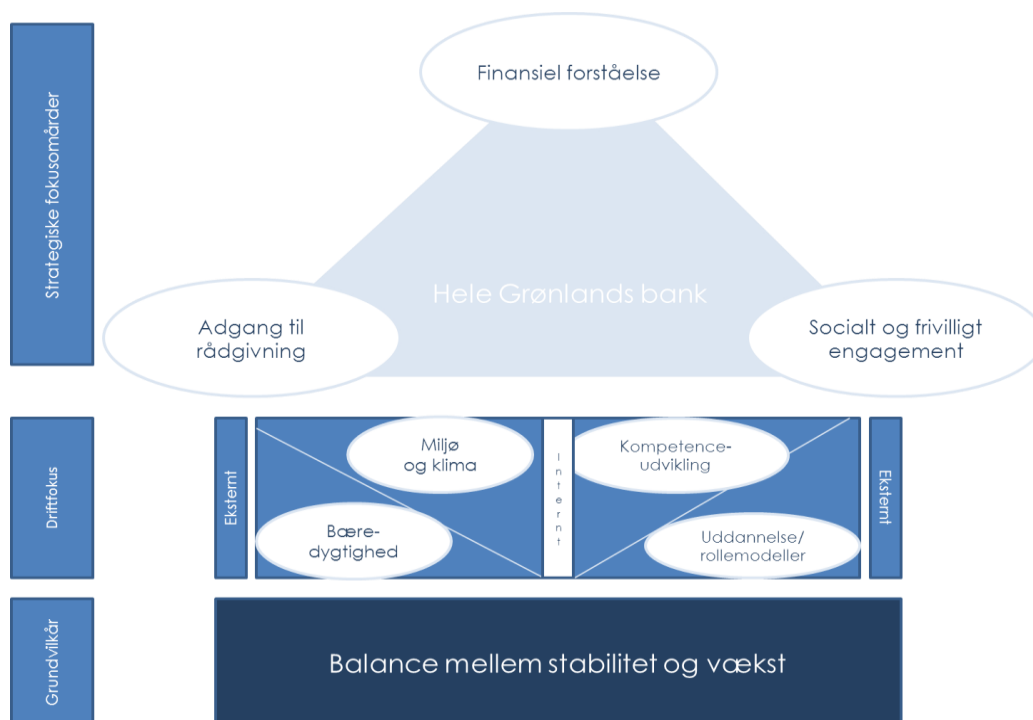 Strategiske fokusomårder
Finansiel forståelse
Hele Grønlands bank
Adgang til
rådgivning
Socialt og frivilligt
engagement
Driftfokus
Eksternt
Miljø
og klima
Bære-
dygtighed
Internt
Kompetence-
udvikling
Uddannelse/
rollemodeller
Eksternt
Grundvilkår
Balance mellem stabilitet og vækst